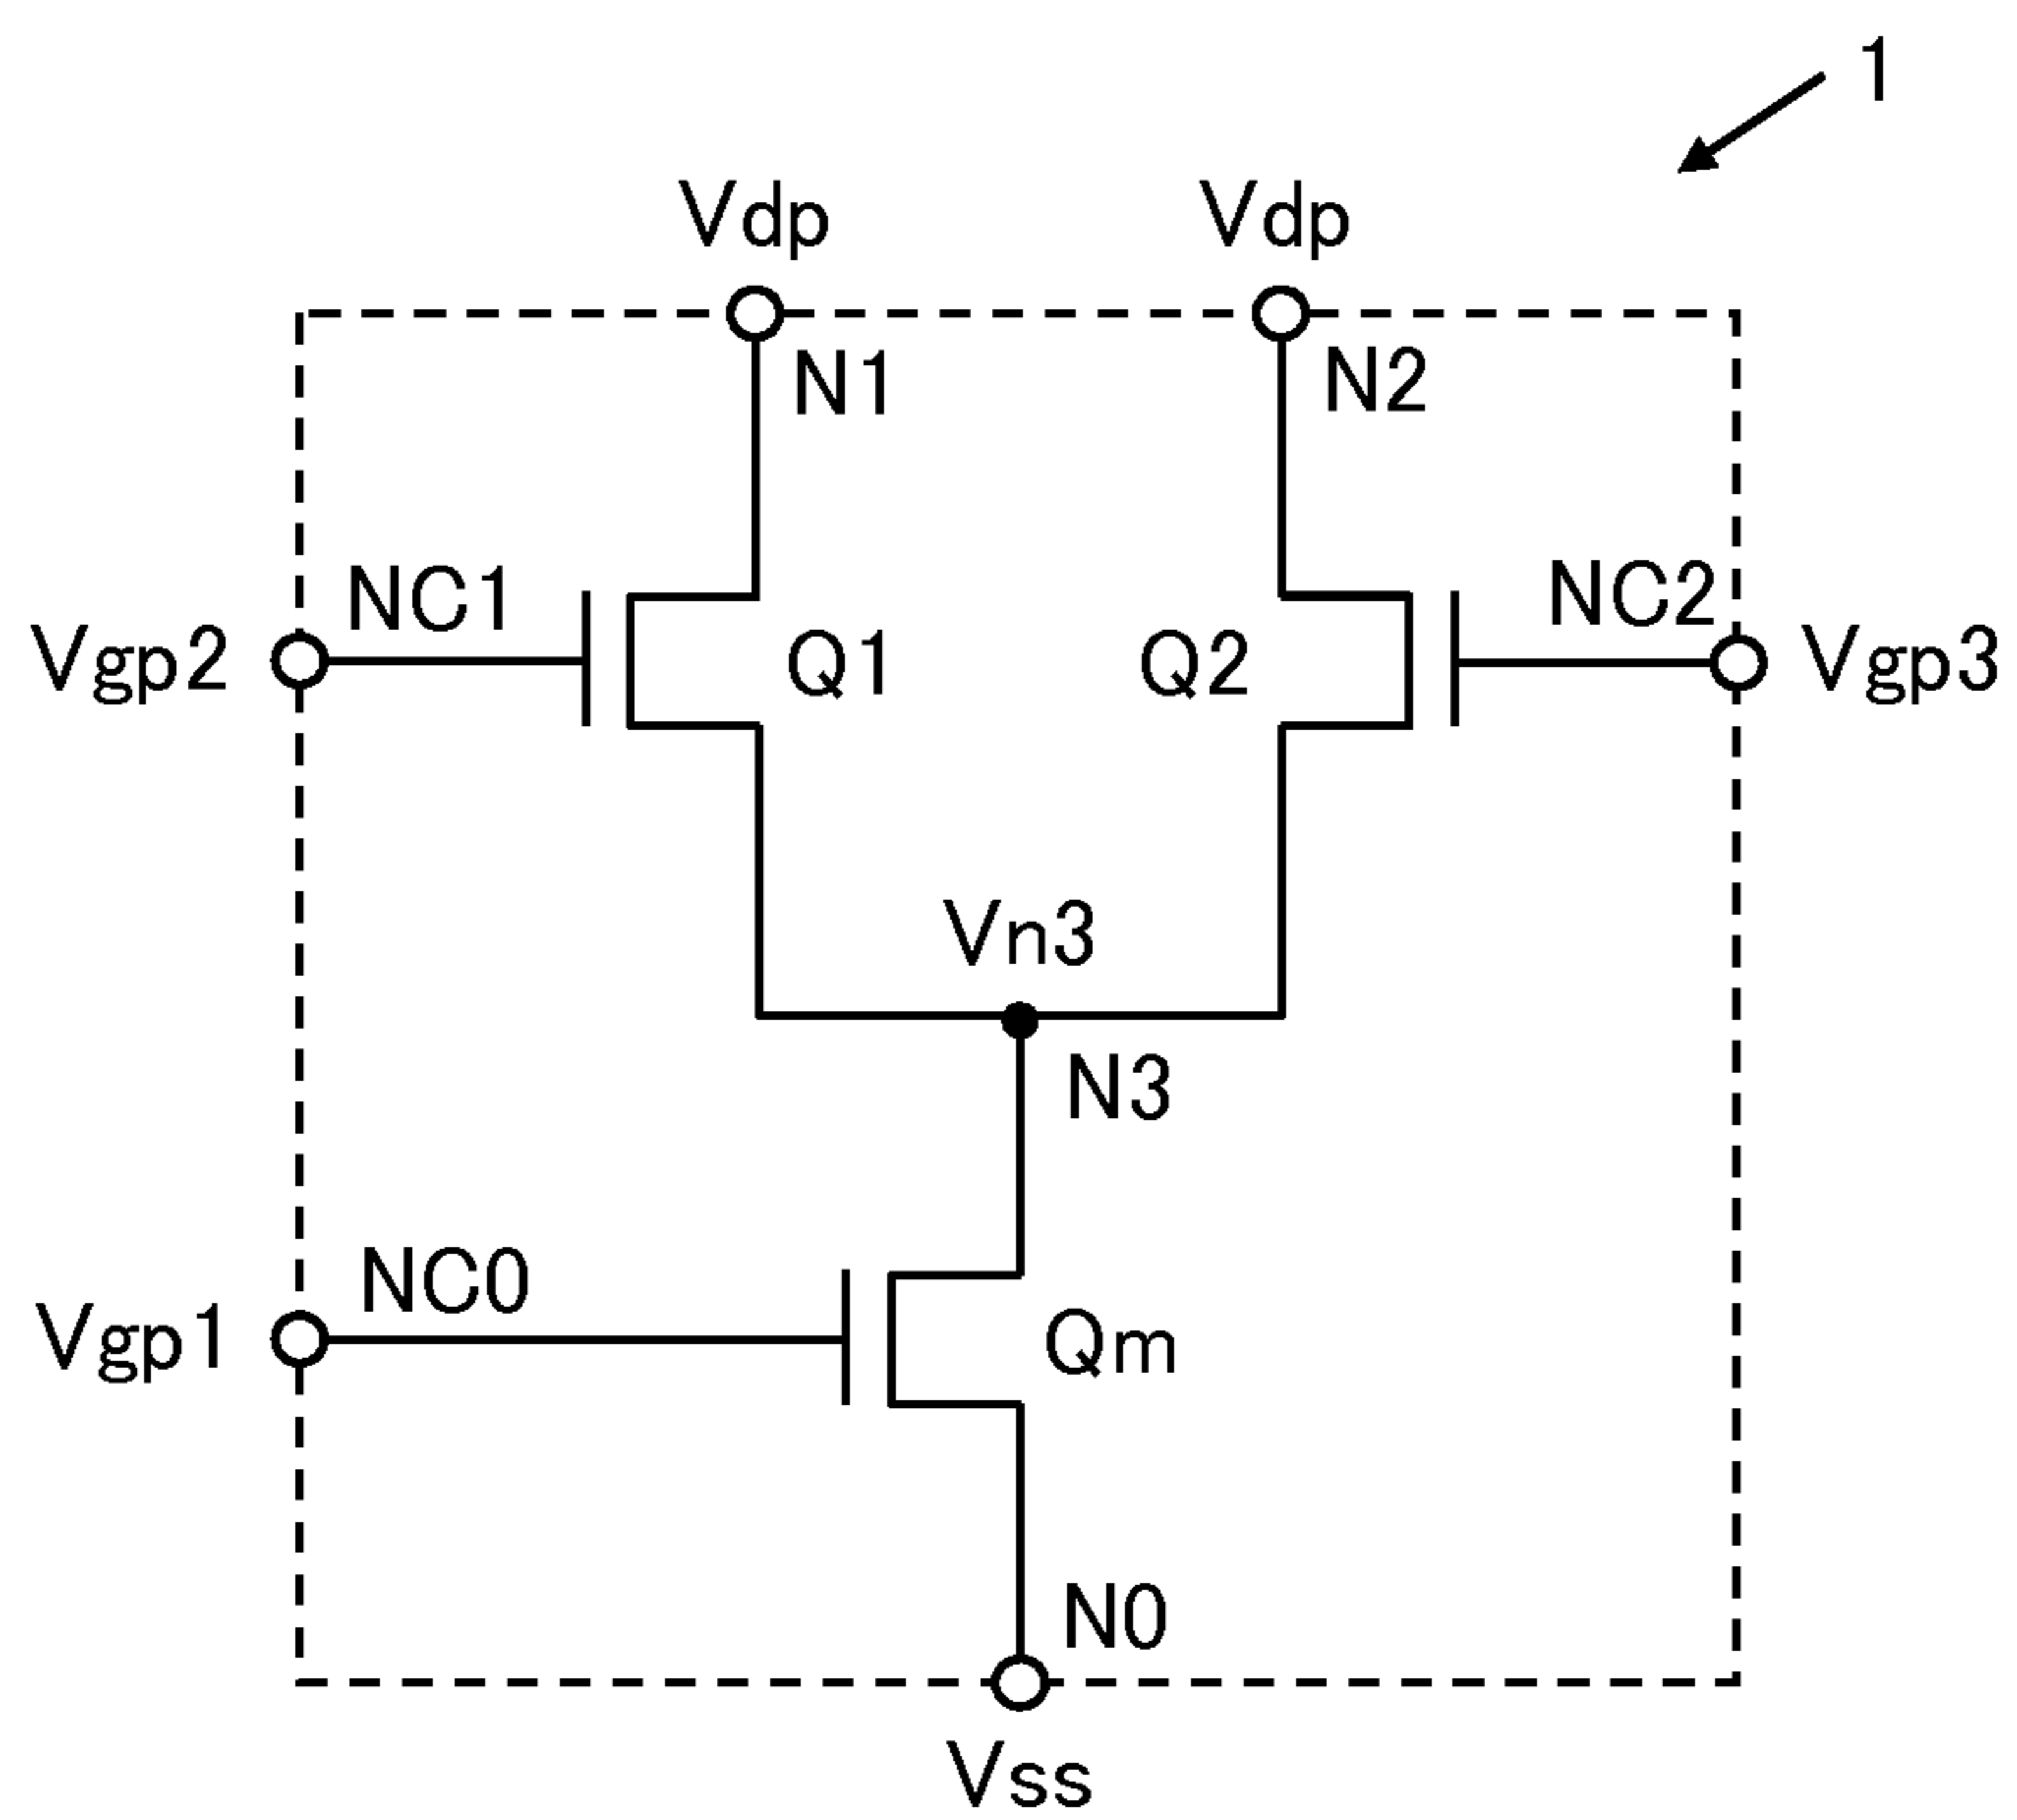 1
Vdp Vdp
N1 N2
NC1 NC2
Vgp2 Q1 Q2 Vgp3
Vn3
N3
NC0
Vgp1 Qm
N0
Vss